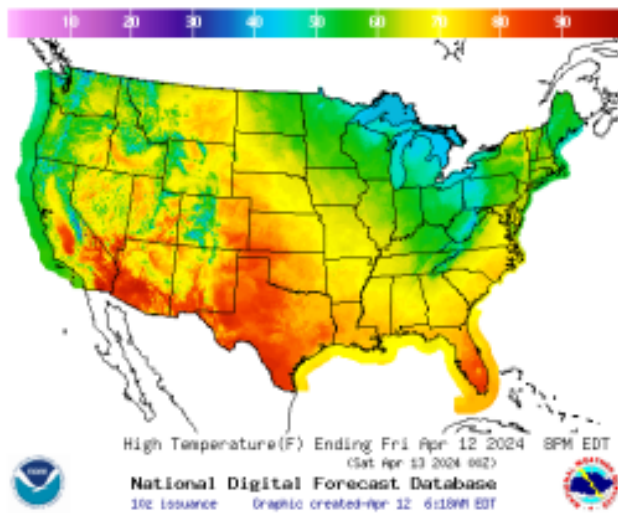 10 20 30 40 50 60 70 80 90
High Temperature(F) Ending Fri Apr 12 2024 8PM EDT
(Sat Apr 13 2024 00Z)
National Digital Forecast Database
10z issuance Graphic created-Apr 12 6:18AM EDT